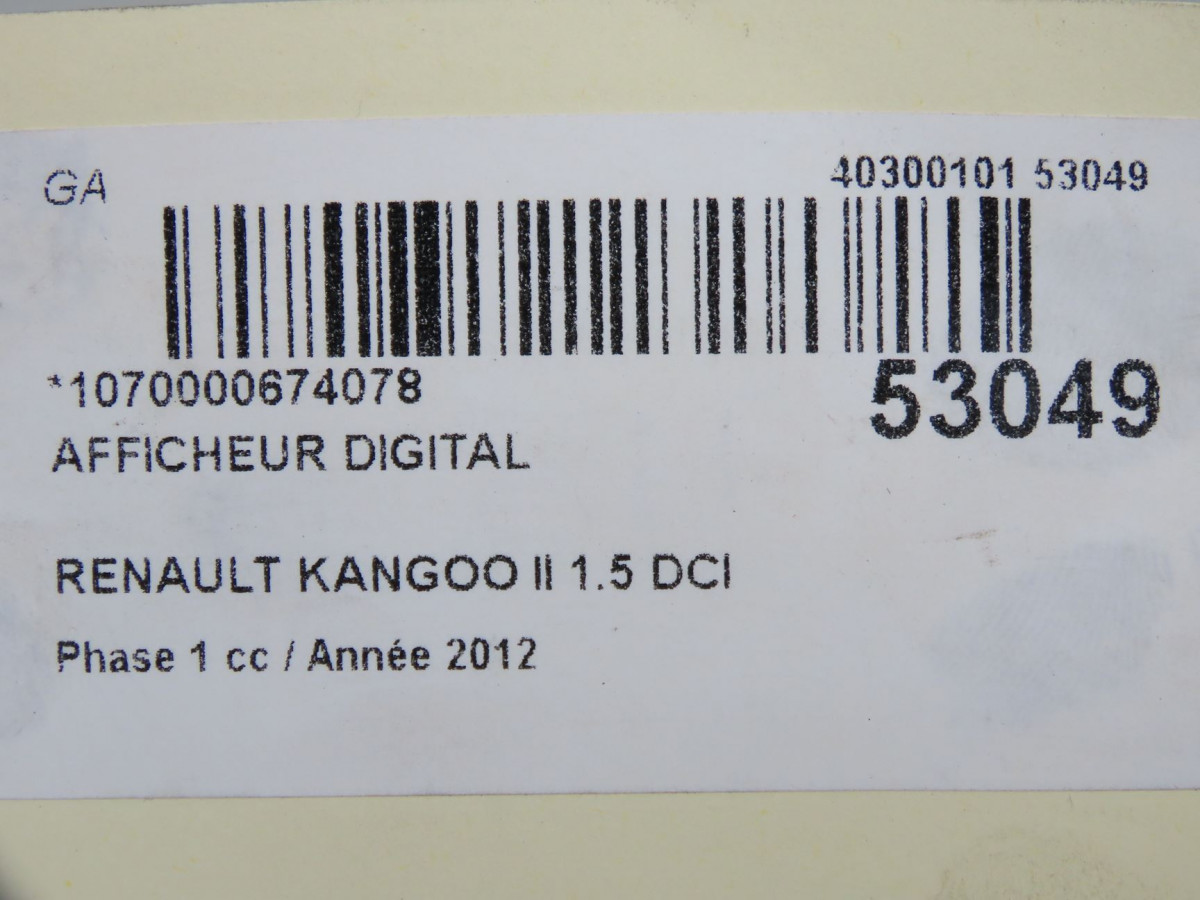 GA
40300101 53049
*1070000674078
53049
AFFICHEUR DIGITAL
RENAULT KANGOO II 1.5 DCI
Phase 1 cc / Année 2012